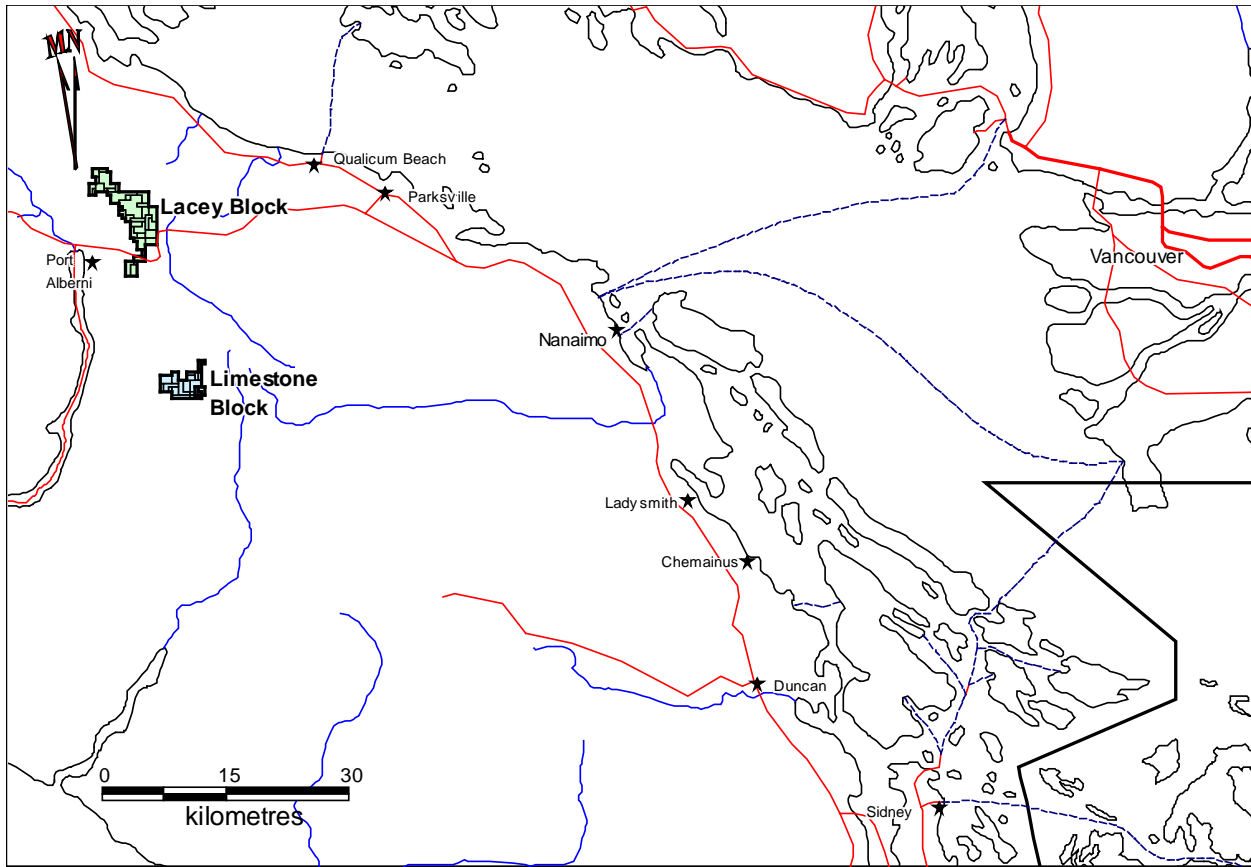 MN
Qualicum Beach
Parksville
Lacey Block
Port
Alberni
Vancouver
Nanaimo
Limestone
Block
Ladysmith
Chemainus
Duncan
0 15 30
kilometres
Sidney